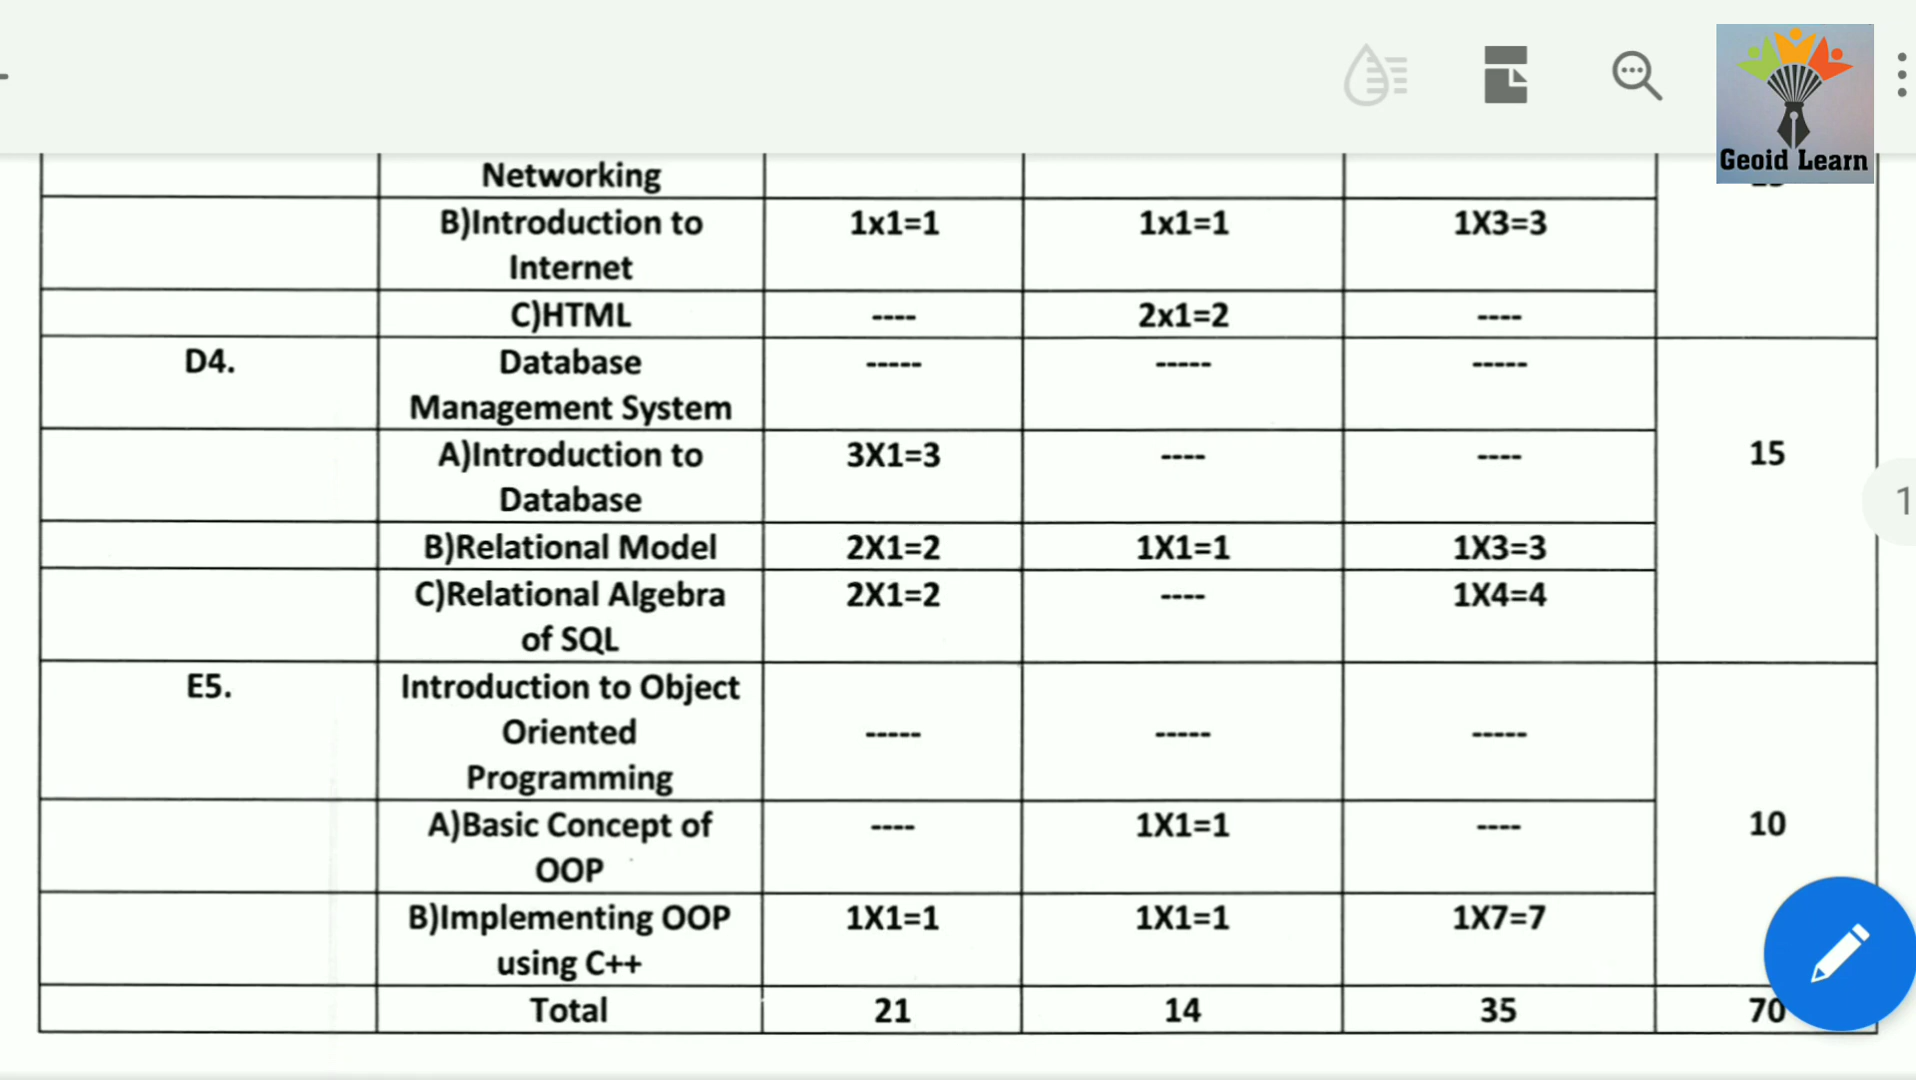 Geoid Learn
Networking
B)Introduction to 1x1=1 1x1=1 1X3=3
Internet
C)HTML ---- 2x1=2 ----
D4. Database ----- ----- -----
Management System
A)Introduction to 3X1=3 ---- ---- 15
Database
B)Relational Model 2X1=2 1X1=1 1X3=3
C)Relational Algebra 2X1=2 ---- 1X4=4
of SQL
E5. Introduction to Object
Oriented ----- ----- -----
Programming
A)Basic Concept of ---- 1X1=1 ---- 10
OOP
B)Implementing OOP 1X1=1 1X1=1 1X7=7
using C++
Total 21 14 35 70
1